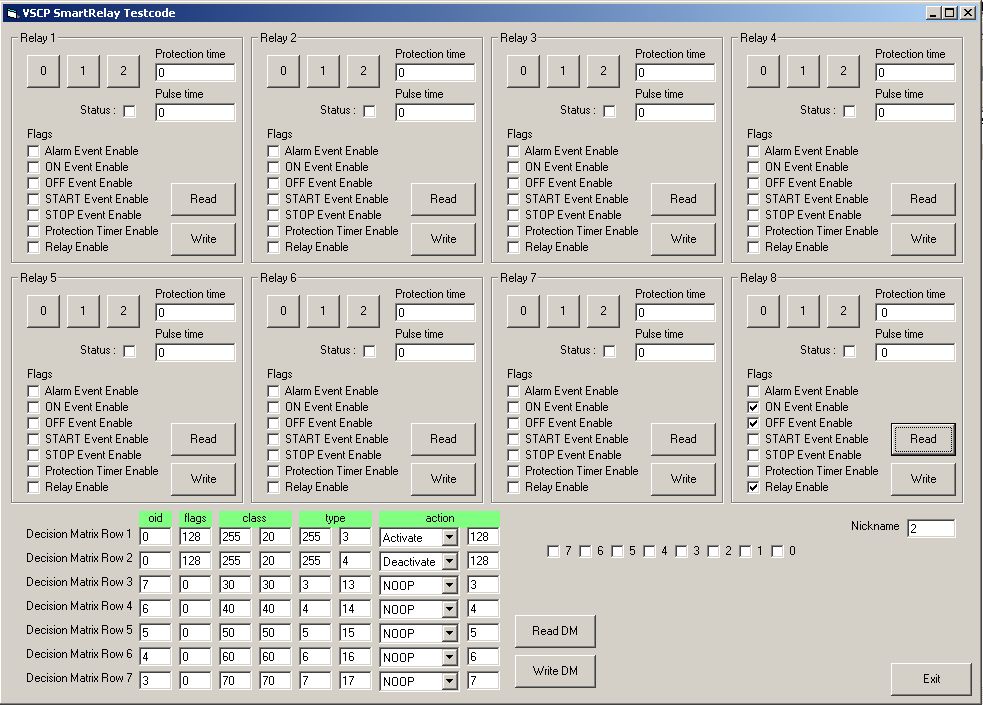 VSCP SmartRelay Testcode
Relay 1 Relay 2 Relay 3 Relay 4
Protection time Protection time Protection time Protection time
0 1 2 0 0 1 2 0 0 1 2 0 0 1 2 0
Pulse time Pulse time Pulse time Pulse time
Status : 0 Status : 0 Status : 0 Status : 0
Flags Flags Flags Flags
Alarm Event Enable Alarm Event Enable Alarm Event Enable Alarm Event Enable
ON Event Enable ON Event Enable ON Event Enable ON Event Enable
OFF Event Enable OFF Event Enable OFF Event Enable OFF Event Enable
START Event Enable Read START Event Enable Read START Event Enable Read START Event Enable Read
STOP Event Enable STOP Event Enable STOP Event Enable STOP Event Enable
Protection Timer Enable Protection Timer Enable Protection Timer Enable Protection Timer Enable
Write Write Write Write
Relay Enable Relay Enable Relay Enable Relay Enable
Relay 5 Relay 6 Relay 7 Relay 8
Protection time Protection time Protection time Protection time
0 1 2 0 0 1 2 0 0 1 2 0 0 1 2 0
Pulse time Pulse time Pulse time Pulse time
Status : 0 Status : 0 Status : 0 Status : 0
Flags Flags Flags Flags
Alarm Event Enable Alarm Event Enable Alarm Event Enable Alarm Event Enable
ON Event Enable ON Event Enable ON Event Enable ON Event Enable
OFF Event Enable OFF Event Enable OFF Event Enable OFF Event Enable
START Event Enable Read START Event Enable Read START Event Enable Read START Event Enable Read
STOP Event Enable STOP Event Enable STOP Event Enable STOP Event Enable
Protection Timer Enable Protection Timer Enable Protection Timer Enable Protection Timer Enable
Write Write Write Write
Relay Enable Relay Enable Relay Enable Relay Enable
oid flags class type action
Nickname 2
Decision Matrix Row 1 0 128 255 20 255 3 Activate 128
7 6 5 4 3 2 1 0
Decision Matrix Row 2 0 128 255 20 255 4 Deactivate 128
Decision Matrix Row 3 7 0 30 30 3 13 NOOP 3
Decision Matrix Row 4 6 0 40 40 4 14 NOOP 4
Decision Matrix Row 5 5 0 50 50 5 15 NOOP 5
Read DM
Decision Matrix Row 6 4 0 60 60 6 16 NOOP 6
Write DM
Decision Matrix Row 7 3 0 70 70 7 17 NOOP 7
Exit